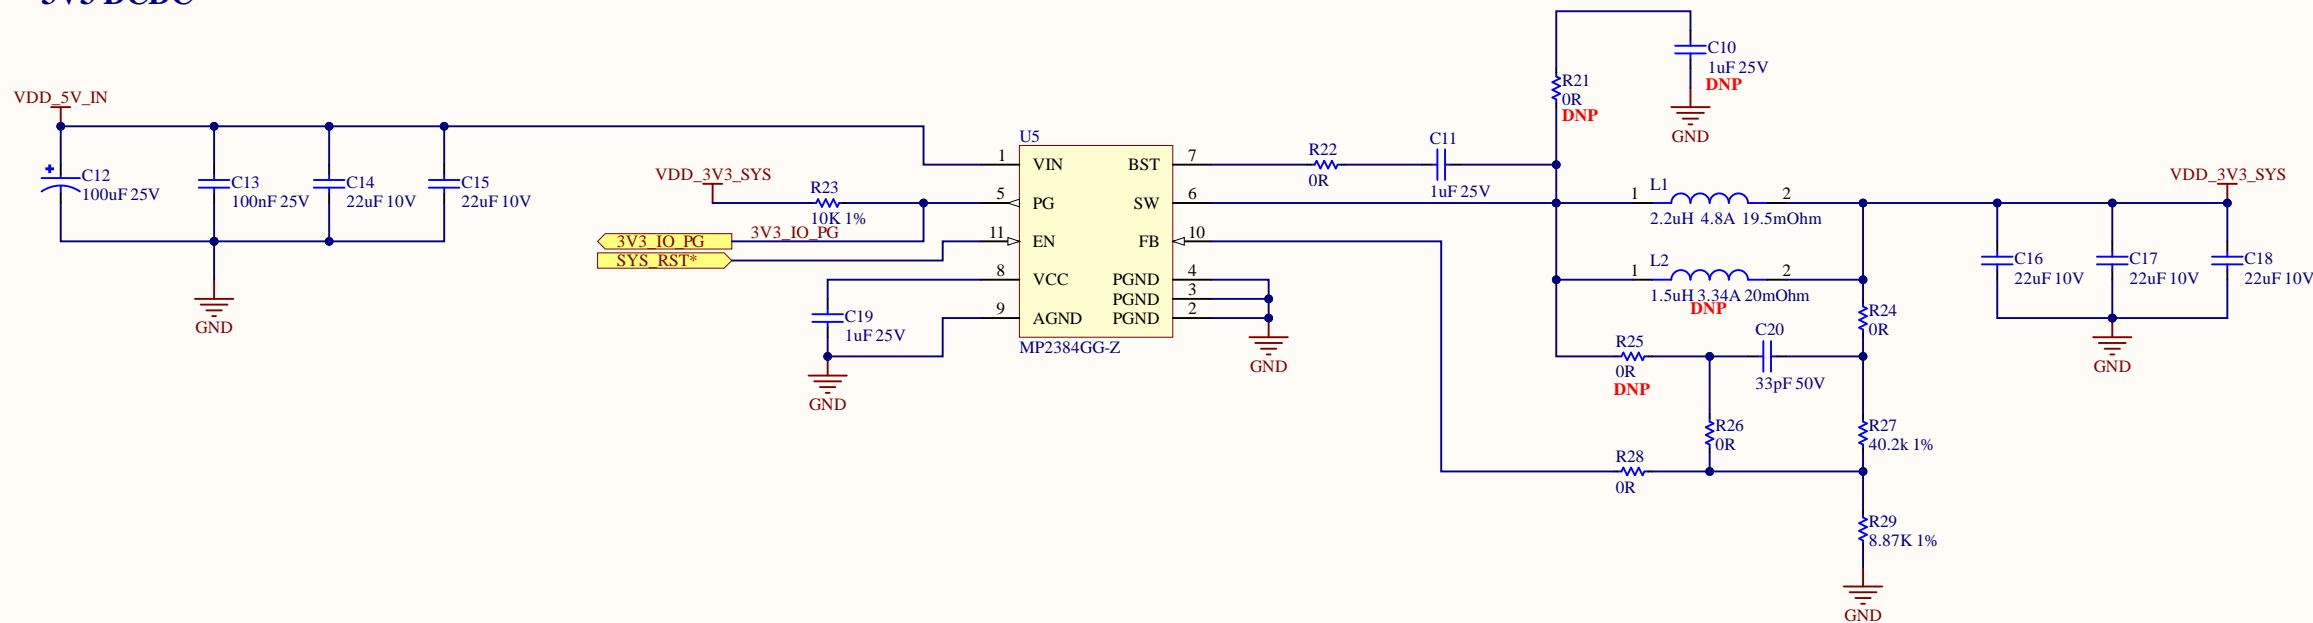 3V3 DCDC
VDD_5V_IN
C12
100uF 25V
C13
100nF 25V
C14
22uF 10V
C15
22uF 10V
GND
VDD_3V3_SYS
R23
10K 1%
3V3_IO_PG
3V3_IO_PG
SYS_RST*
C19
1uF 25V
GND
U5
1 VIN
5 PG
11 EN
8 VCC
9 AGND
BST 7
SW 6
FB 10
PGND 4
PGND 3
PGND 2
MP2384GG-Z
GND
R22
0R
C11
1uF 25V
R21
0R
DNP
C10
1uF 25V
DNP
GND
L1
1 2
2.2uH 4.8A 19.5mOhm
L2
1 2
1.5uH 3.34A 20mOhm
DNP
R24
0R
R25
0R
DNP
C20
33pF 50V
R26
0R
R27
40.2k 1%
R28
0R
R29
8.87K 1%
GND
VDD_3V3_SYS
C16
22uF 10V
C17
22uF 10V
C18
22uF 10V
GND